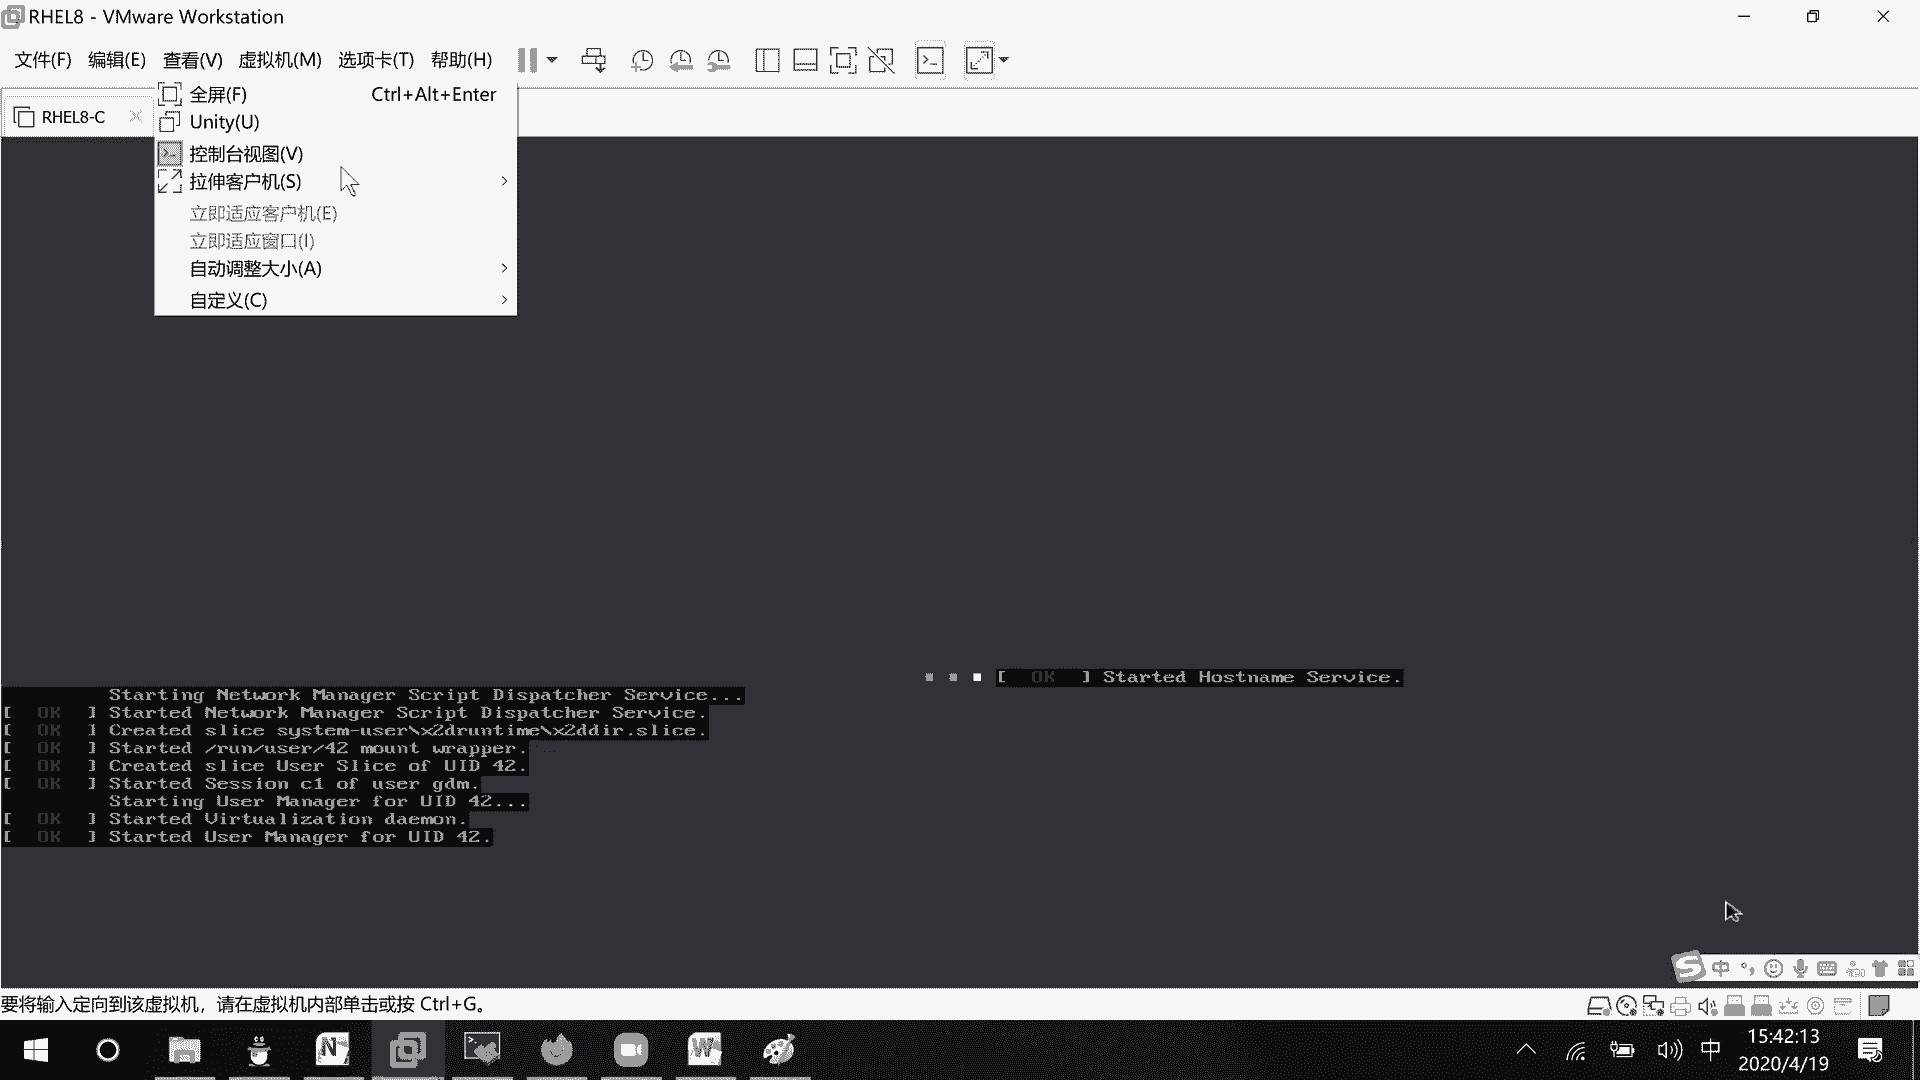 RHEL8 - VMware Workstation
文件(F) 编辑(E) 查看(V) 虚拟机(M) 选项卡(T) 帮助(H)
RHEL8-C
全屏(F) Ctrl+Alt+Enter
Unity(U)
控制台视图(V)
拉伸客户机(S)
立即适应客户机(E)
立即适应窗口(I)
自动调整大小(A)
自定义(C)
[ OK ] Started Hostname Service.
Starting Network Manager Script Dispatcher Service...
[ OK ] Started Network Manager Script Dispatcher Service.
[ OK ] Created slice system-user\x2druntime\x2ddir.slice.
[ OK ] Started /run/user/42 mount wrapper.
[ OK ] Created slice User Slice of UID 42.
[ OK ] Started Session c1 of user gdm.
Starting User Manager for UID 42...
[ OK ] Started Virtualization daemon.
[ OK ] Started User Manager for UID 42.
中
要将输入定向到该虚拟机，请在虚拟机内部单击或按 Ctrl+G。
中
15:42:13
2020/4/19